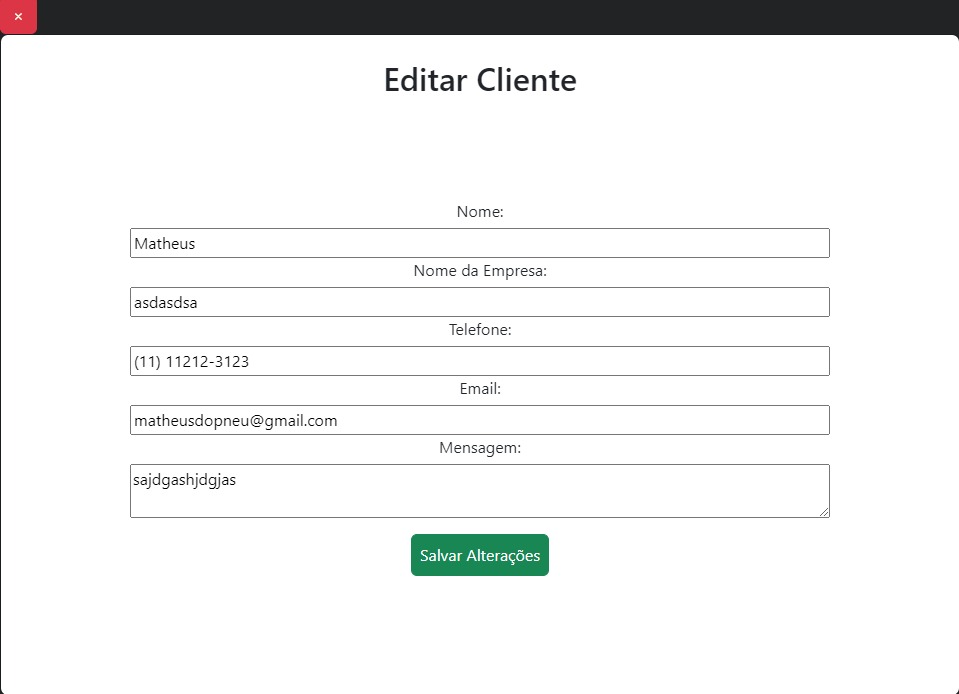 ×
Editar Cliente
Nome:
Matheus
Nome da Empresa:
asdasdsa
Telefone:
(11) 11212-3123
Email:
matheusdopneu@gmail.com
Mensagem:
sajdgashjdgjas
Salvar Alterações